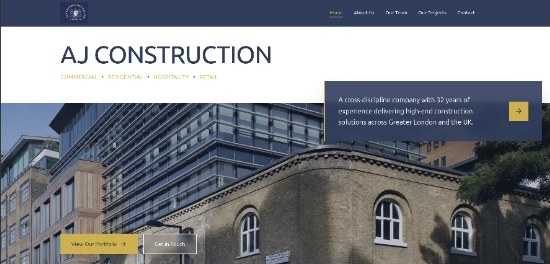 Home About Us Our Team Our Projects Contact
AJ CONSTRUCTION
COMMERCIAL • RESIDENTIAL • HOSPITALITY • RETAIL
A cross-discipline company with 32 years of
experience delivering high-end construction
solutions across Greater London and the UK.
View Our Portfolio →
Get in Touch